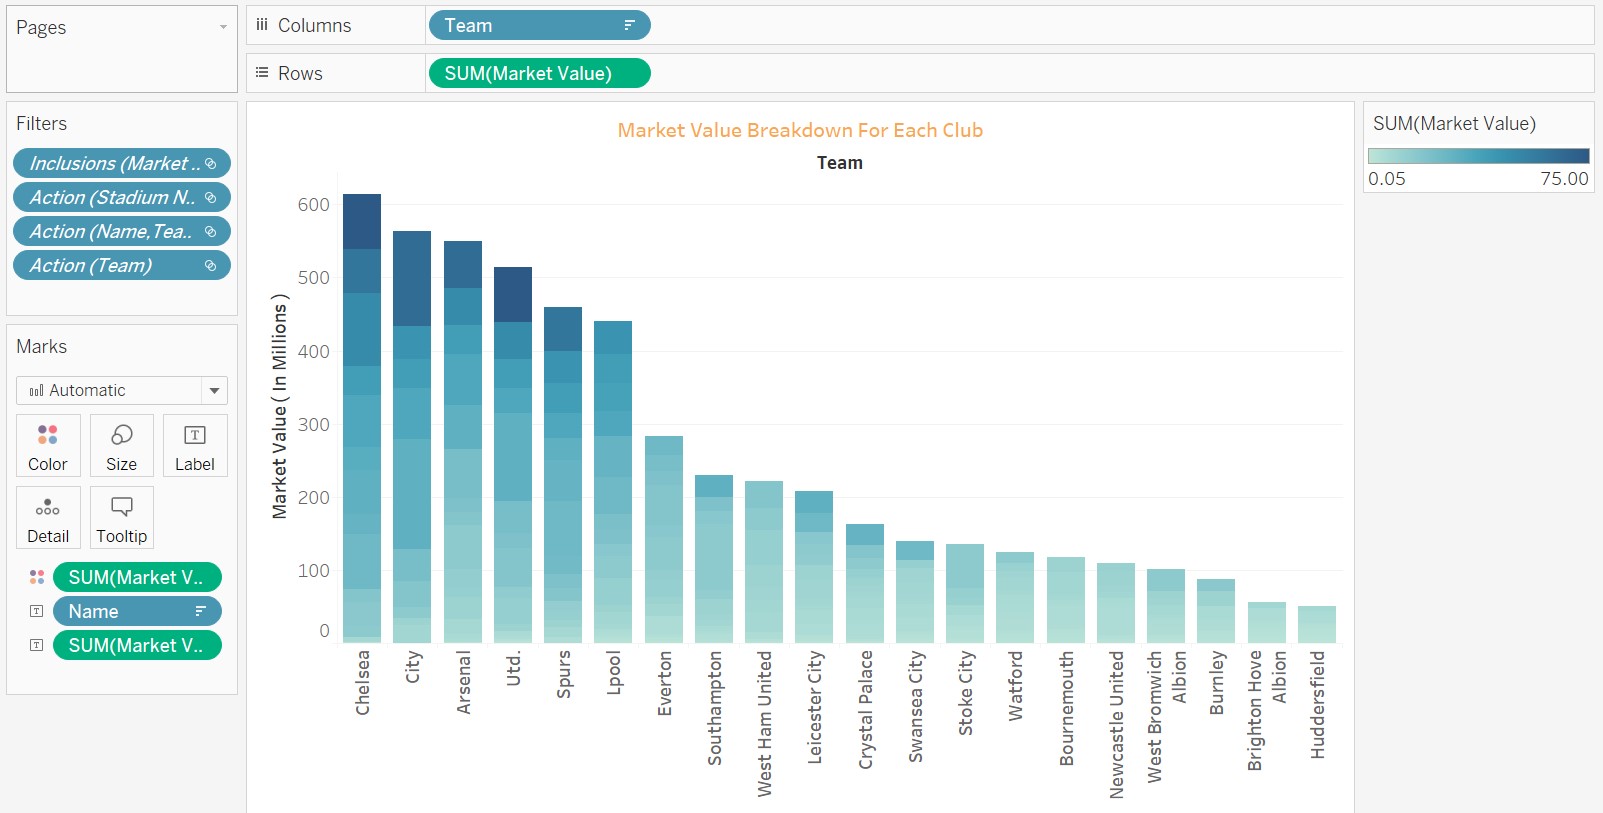 Pages
Columns
Team
Rows
SUM(Market Value)
Filters
Inclusions (Market ..
Action (Stadium N..
Action (Name,Tea..
Action (Team)
Marks
Automatic
Color
Size
Label
Detail
Tooltip
SUM(Market V..
Name
SUM(Market V..
Market Value Breakdown For Each Club
Team
Market Value ( In Millions )
600
500
400
300
200
100
0
Chelsea
City
Arsenal
Utd.
Spurs
Lpool
Everton
Southampton
West Ham United
Leicester City
Crystal Palace
Swansea City
Stoke City
Watford
Bournemouth
Newcastle United
West Bromwich
Albion
Burnley
Brighton Hove
Albion
Huddersfield
SUM(Market Value)
0.05
75.00